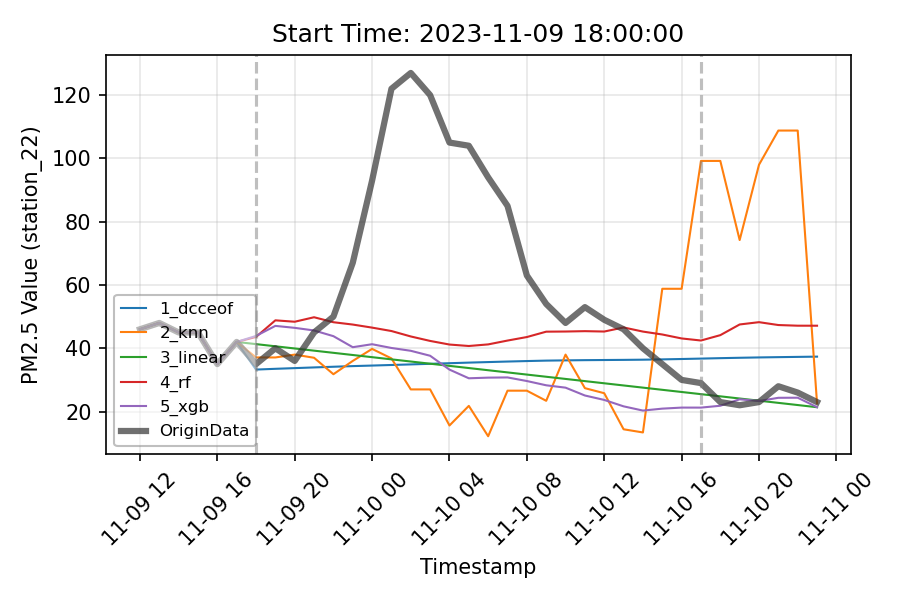 Start Time: 2023-11-09 18:00:00
PM2.5 Value (station_22)
120
100
80
60
40
20
1_dcceof
2_knn
3_linear
4_rf
5_xgb
OriginData
11-09 12
11-09 16
11-09 20
11-10 00
11-10 04
11-10 08
11-10 12
11-10 16
11-10 20
11-11 00
Timestamp